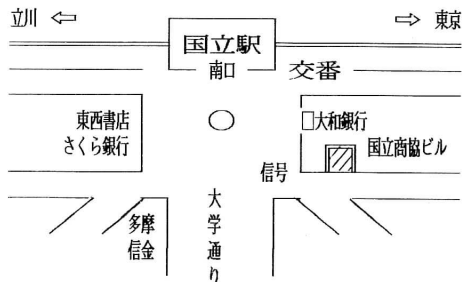 立川
東京
国立駅
南口
交番
東西書店
さくら銀行
大和銀行
国立商協ビル
信号
多摩
信金
大学通り